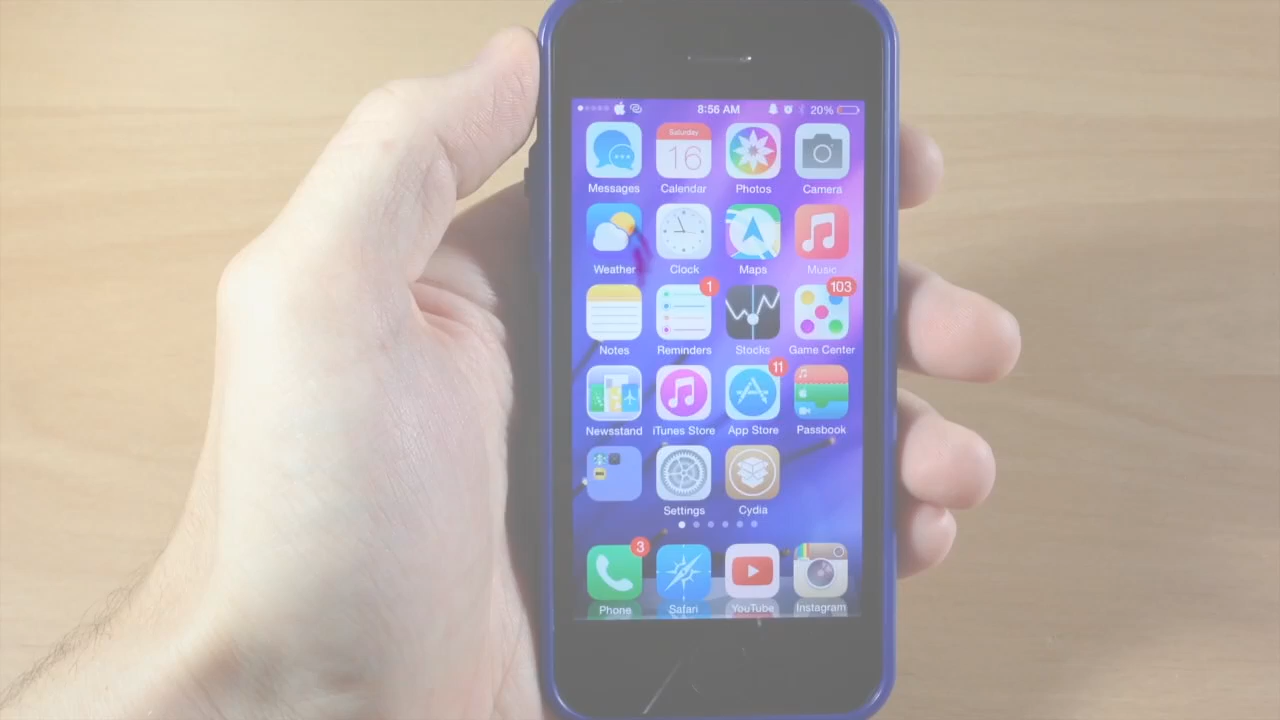 8:56 AM 20%
Saturday
16
Messages Calendar Photos Camera
Weather Clock Maps Music
1 103
Notes Reminders Stocks Game Center
11
Newsstand iTunes Store App Store Passbook
Settings Cydia
3
Phone Safari YouTube Instagram